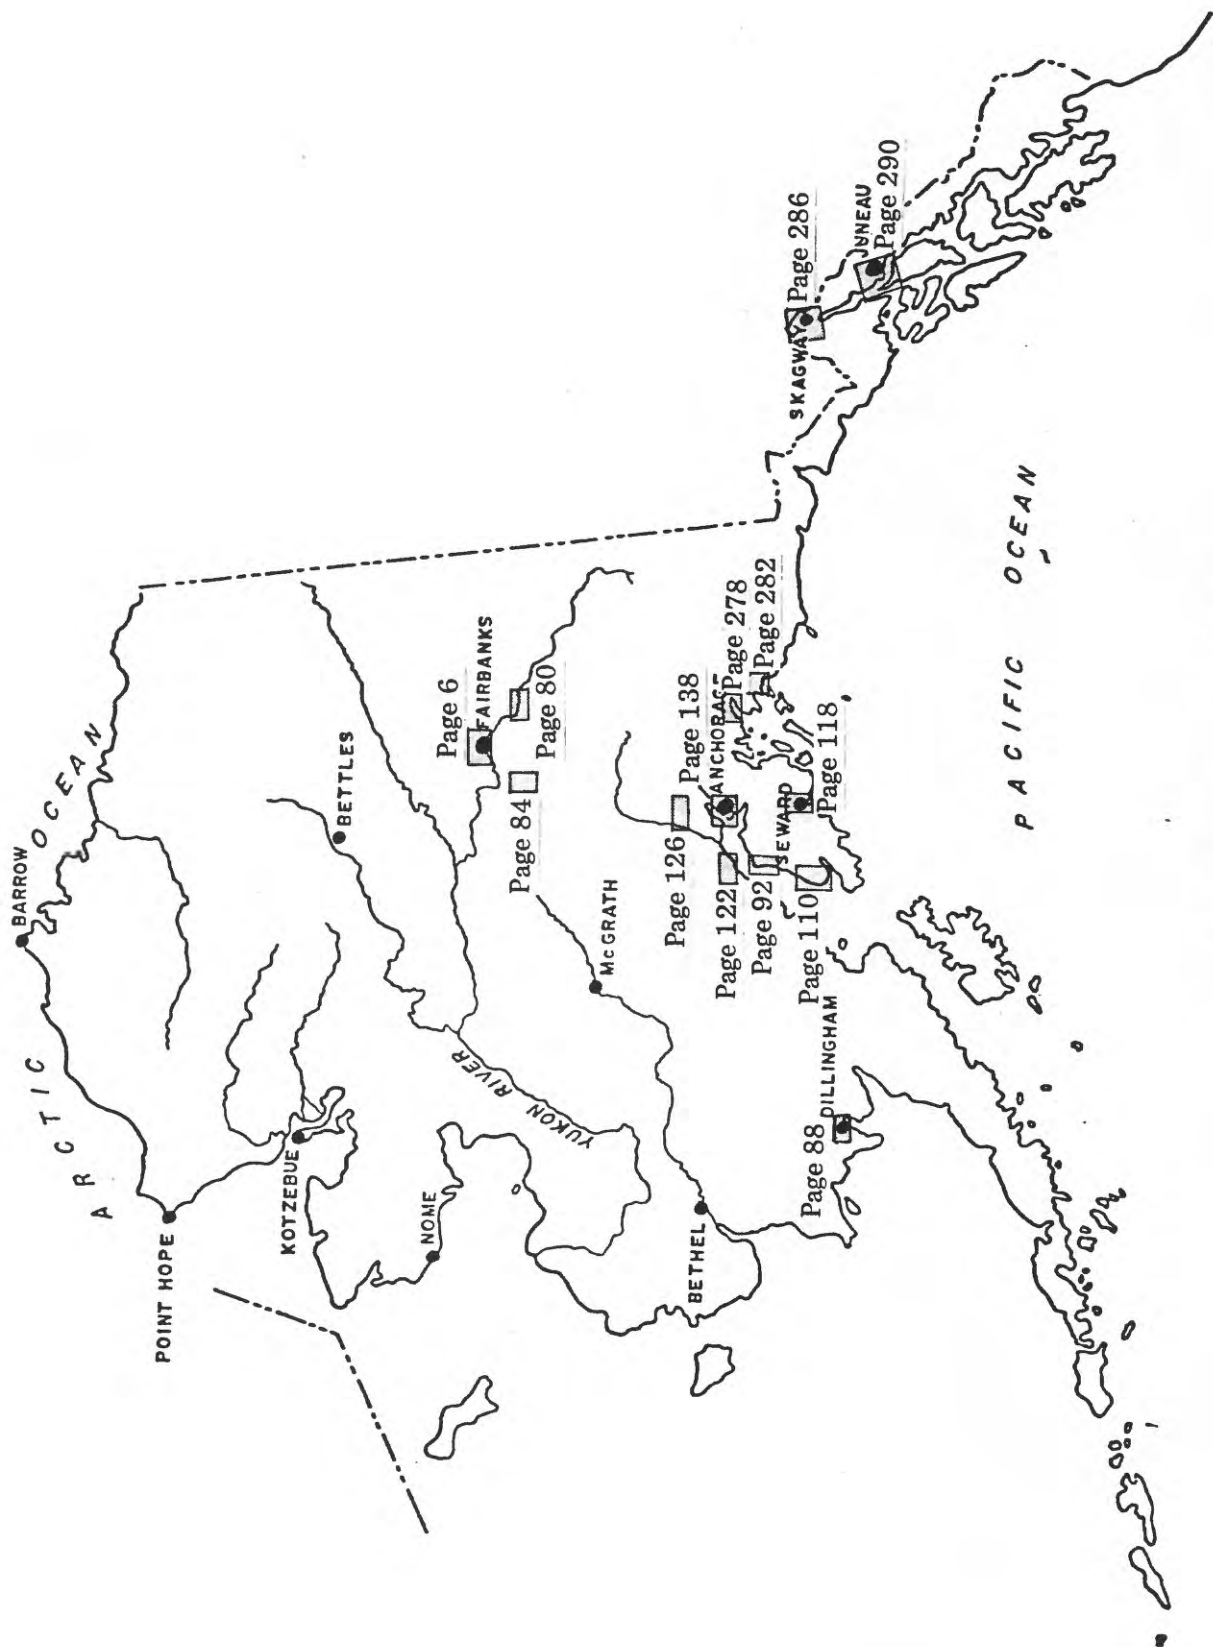 BARROW
ARCTIC
OCEAN
POINT HOPE
KOTZEBUE
BETTLES
NOME
YUKON RIVER
Page 6
FAIRBANKS
Page 80
Page 84
McGRATH
BETHEL
Page 126
Page 138
ANCHORAGE
Page 278
Page 282
Page 122
Page 92
SEWARD
Page 110
Page 118
Page 88
DILLINGHAM
SKAGWAY
Page 286
JUNEAU
Page 290
PACIFIC OCEAN